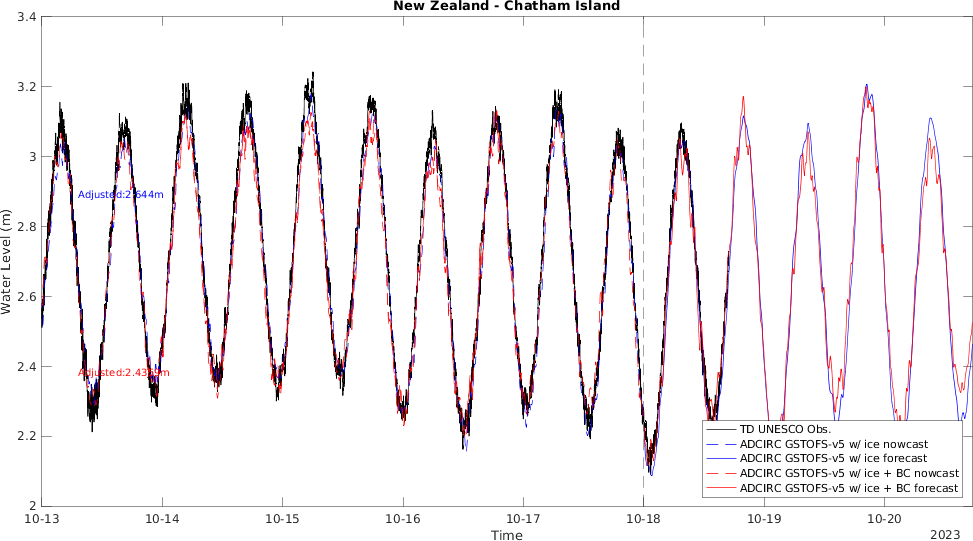 New Zealand - Chatham Island
3.4
3.2
3
2.8
2.6
2.4
2.2
2
Water Level (m)
Adjusted:2.644m
TD UNESCO Obs.
ADCIRC GSTOFS-v5 w/ ice nowcast
ADCIRC GSTOFS-v5 w/ ice forecast
ADCIRC GSTOFS-v5 w/ ice + BC nowcast
ADCIRC GSTOFS-v5 w/ ice + BC forecast
10-13
10-14
10-15
10-16
10-17
10-18
10-19
10-20
Time
2023